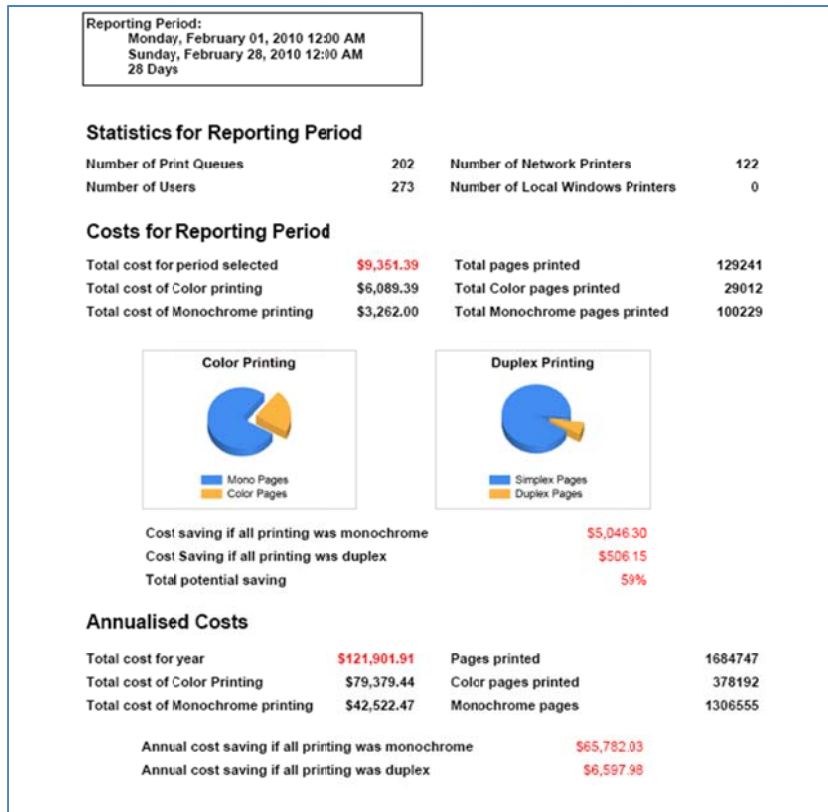 Reporting Period:
Monday, February 01, 2010 12:00 AM
Sunday, February 28, 2010 12:00 AM
28 Days
Statistics for Reporting Period
Number of Print Queues 202 Number of Network Printers 122
Number of Users 273 Number of Local Windows Printers 0
Costs for Reporting Period
Total cost for period selected $9,351.39 Total pages printed 129241
Total cost of Color printing $6,089.39 Total Color pages printed 29012
Total cost of Monochrome printing $3,262.00 Total Monochrome pages printed 100229
Color Printing
Mono Pages
Color Pages
Duplex Printing
Simplex Pages
Duplex Pages
Cost saving if all printing was monochrome $5,046.30
Cost Saving if all printing was duplex $506.15
Total potential saving 59%
Annualised Costs
Total cost for year $121,901.91 Pages printed 1684747
Total cost of Color Printing $79,379.44 Color pages printed 378192
Total cost of Monochrome printing $42,522.47 Monochrome pages 1306555
Annual cost saving if all printing was monochrome $65,782.03
Annual cost saving if all printing was duplex $6,597.98